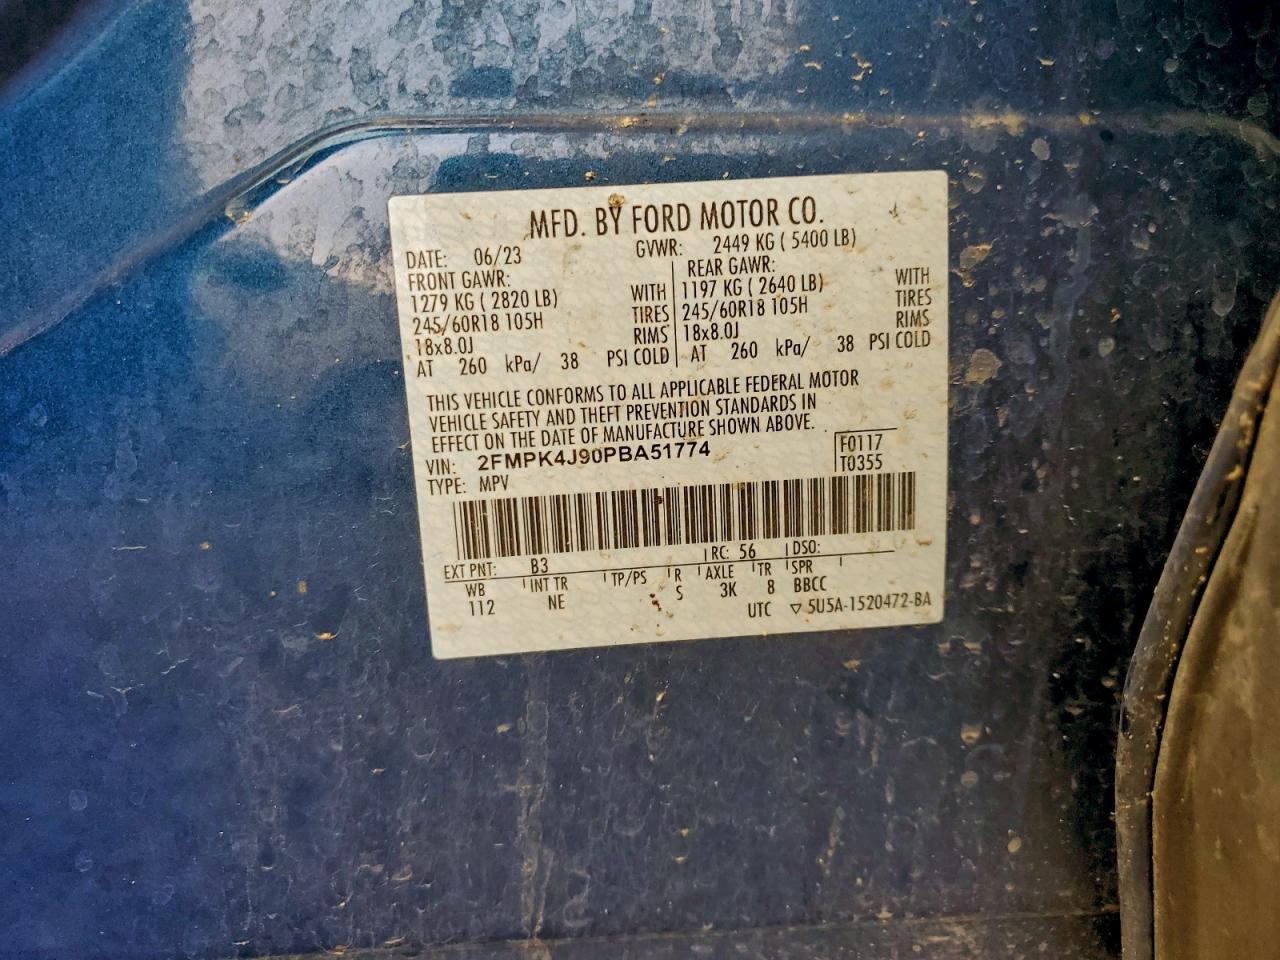 MFD. BY FORD MOTOR CO.
DATE: 06/23 GVWR: 2449 KG ( 5400 LB)
FRONT GAWR: REAR GAWR:
1279 KG ( 2820 LB) WITH 1197 KG ( 2640 LB) WITH
245/60R18 105H TIRES 245/60R18 105H TIRES
18x8.0J RIMS 18x8.0J RIMS
AT 260 kPa/ 38 PSI COLD AT 260 kPa/ 38 PSI COLD
THIS VEHICLE CONFORMS TO ALL APPLICABLE FEDERAL MOTOR
VEHICLE SAFETY AND THEFT PREVENTION STANDARDS IN
EFFECT ON THE DATE OF MANUFACTURE SHOWN ABOVE.
VIN: 2FMPK4J90PBA51774 F0117
TYPE: MPV T0355
EXT PNT: B3 RC: 56 DSO:
WB INT TR TP/PS R AXLE TR SPR
112 NE S 3K 8 BBCC
UTC ▽ 5U5A-1520472-BA